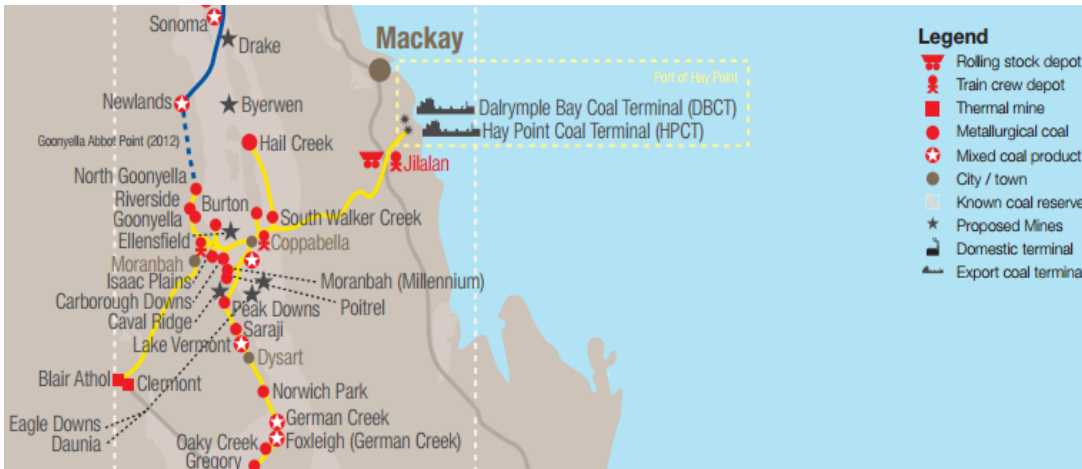 Sonoma
Drake
Mackay
Port of Hay Point
Newlands
Byerwen
Dalrymple Bay Coal Terminal (DBCT)
Hay Point Coal Terminal (HPCT)
Goonyella Abbot Point (2012)
Hail Creek
Jilalan
North Goonyella
Riverside
Burton
Goonyella
South Walker Creek
Ellensfield
Coppabella
Moranbah
Isaac Plains
Moranbah (Millennium)
Carborough Downs
Poitrel
Caval Ridge
Peak Downs
Saraji
Lake Vermont
Dysart
Blair Athol
Clermont
Norwich Park
Eagle Downs
Daunia
German Creek
Oaky Creek
Foxleigh (German Creek)
Gregory
Legend
Rolling stock depot
Train crew depot
Thermal mine
Metallurgical coal
Mixed coal product
City / town
Known coal reserve
Proposed Mines
Domestic terminal
Export coal termina